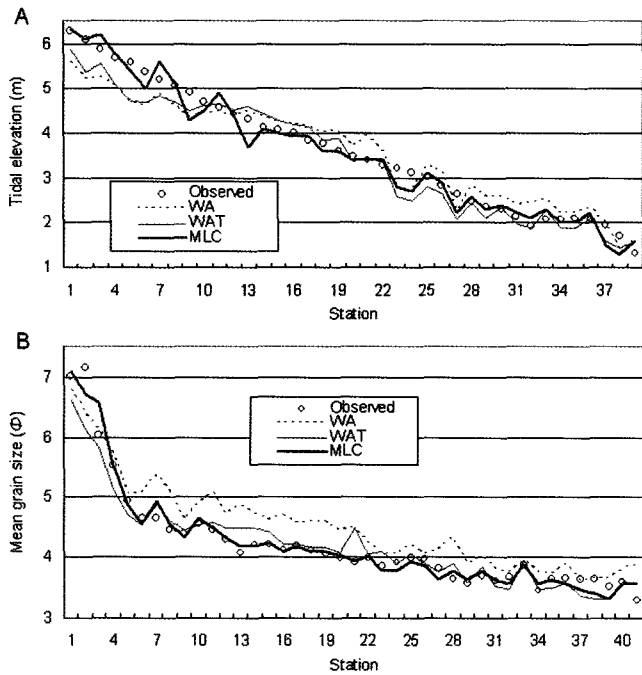 A
Tidal elevation (m)
6
5
4
3
2
1
Observed
WA
WAT
MLC
1 4 7 10 13 16 19 22 25 28 31 34 37
Station
B
Mean grain size (Φ)
7
6
5
4
3
Observed
WA
WAT
MLC
1 4 7 10 13 16 19 22 25 28 31 34 37 40
Station